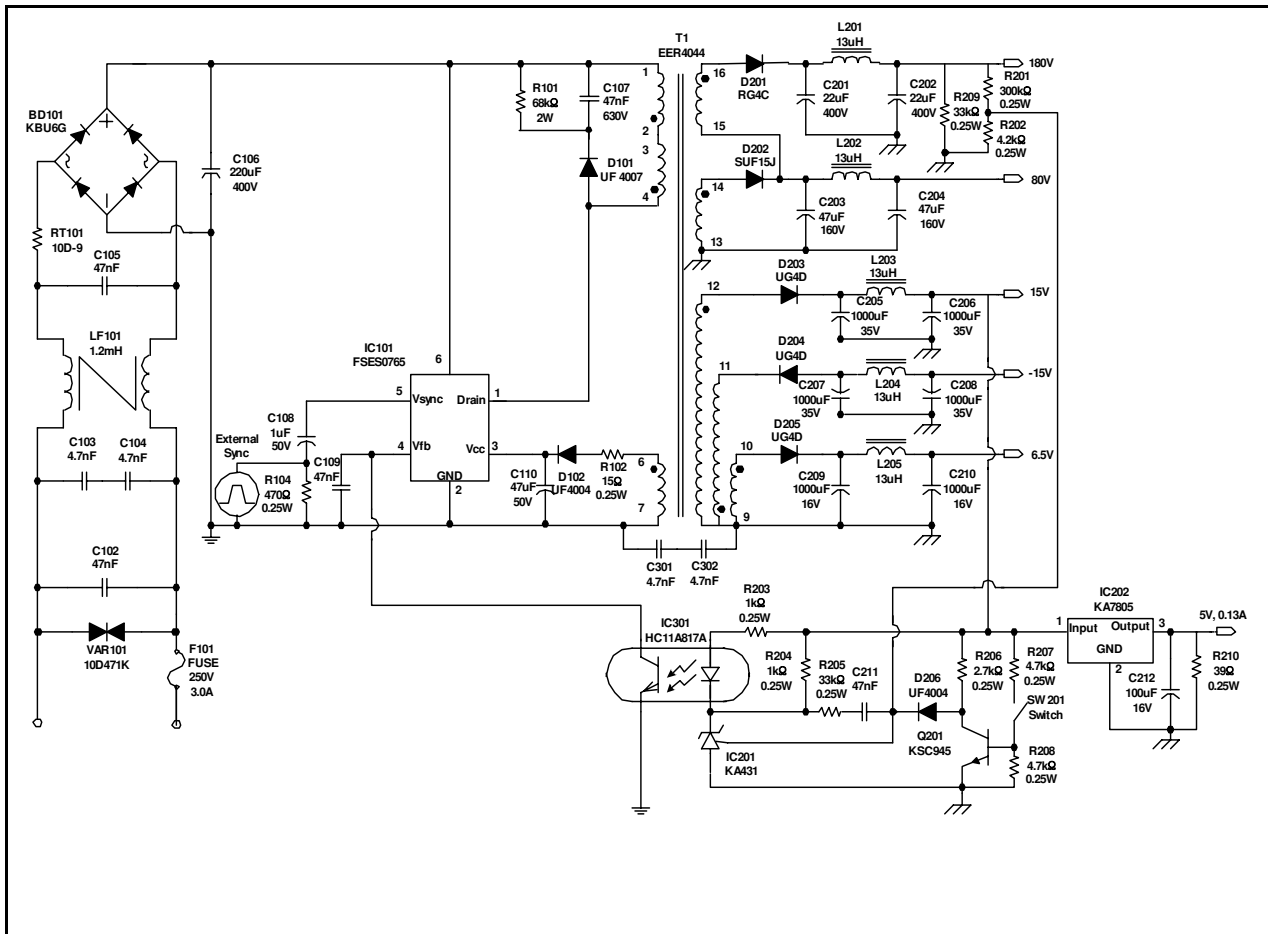 T1
EER4044
BD101
KBU6G
RT101
10D-9
C105
47nF
LF101
1.2mH
C103
4.7nF
C104
4.7nF
C102
47nF
VAR101
10D471K
F101
FUSE
250V
3.0A
C106
220uF
400V
R101
68kΩ
2W
C107
47nF
630V
D101
UF 4007
1
2
3
4
IC101
FSES0765
6
5
Vsync
Drain
1
4
Vfb
Vcc
3
GND
2
C108
1uF
50V
External
Sync
R104
470Ω
0.25W
C109
47nF
C110
47uF
50V
D102
UF4004
R102
15Ω
0.25W
6
7
C301
4.7nF
C302
4.7nF
16
15
14
13
12
11
10
9
D201
RG4C
L201
13uH
C201
22uF
400V
C202
22uF
400V
R209
33kΩ
0.25W
R201
300kΩ
0.25W
R202
4.2kΩ
0.25W
180V
D202
SUF15J
L202
13uH
C203
47uF
160V
C204
47uF
160V
80V
D203
UG4D
L203
13uH
C205
1000uF
35V
C206
1000uF
35V
15V
D204
UG4D
L204
13uH
C207
1000uF
35V
C208
1000uF
35V
-15V
D205
UG4D
L205
13uH
C209
1000uF
16V
C210
1000uF
16V
6.5V
IC301
HC11A817A
R203
1kΩ
0.25W
R204
1kΩ
0.25W
R205
33kΩ
0.25W
C211
47nF
IC201
KA431
D206
UF4004
R206
2.7kΩ
0.25W
R207
4.7kΩ
0.25W
SW 201
Switch
Q201
KSC945
R208
4.7kΩ
0.25W
IC202
KA7805
1
Input
Output
3
GND
2
C212
100uF
16V
R210
39Ω
0.25W
5V, 0.13A